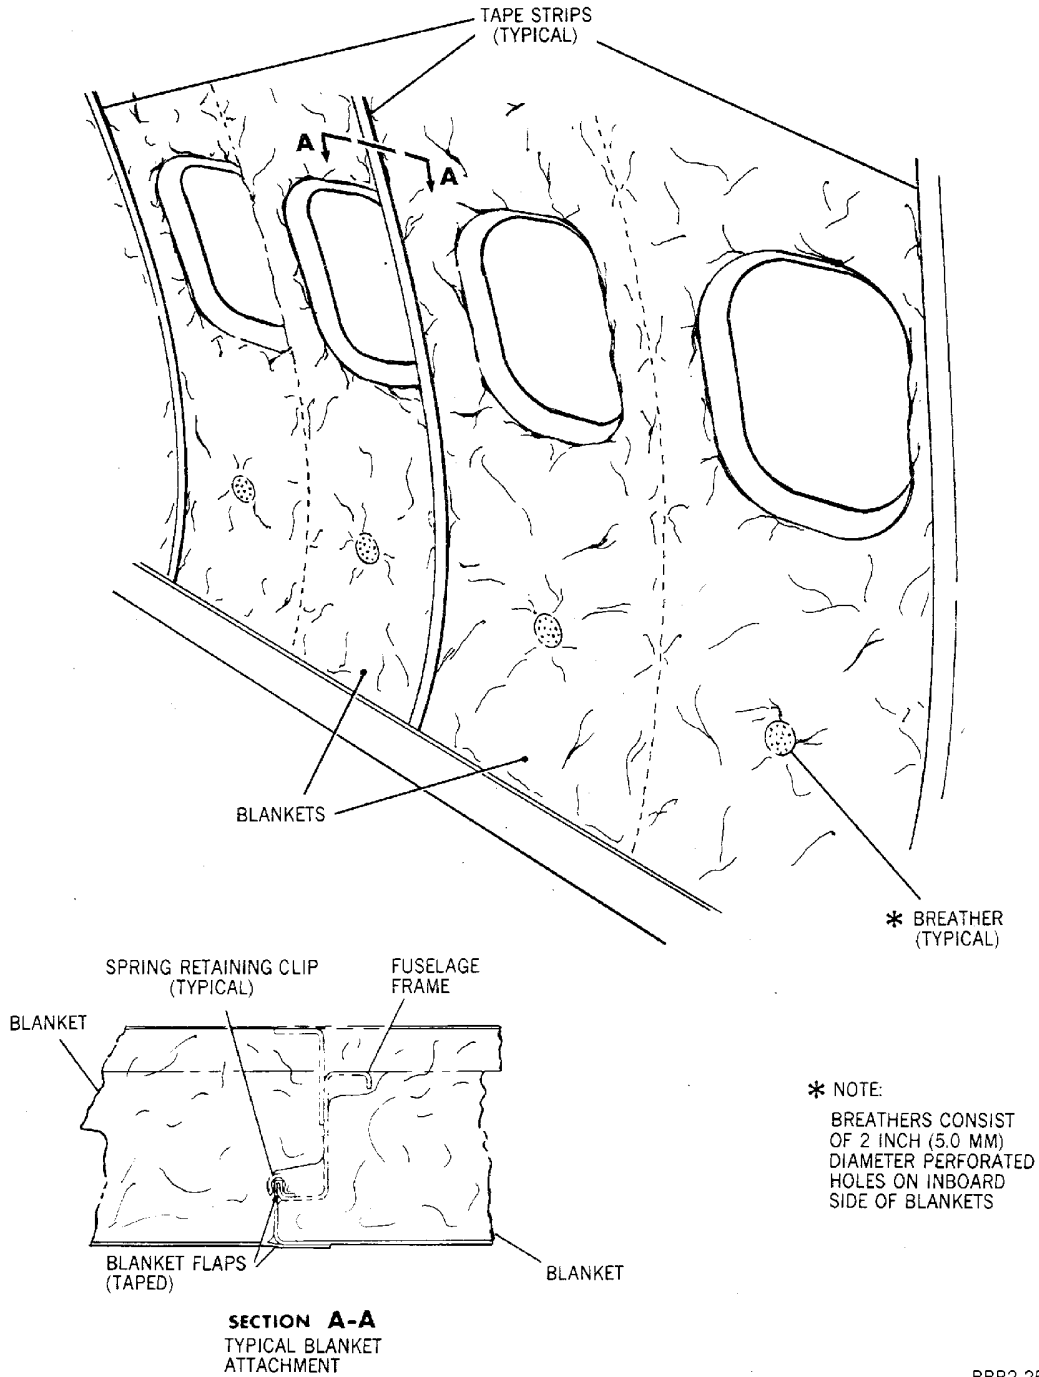 TAPE STRIPS
(TYPICAL)
A
A
BLANKETS
* BREATHER
(TYPICAL)
SPRING RETAINING CLIP
(TYPICAL)
FUSELAGE
FRAME
BLANKET
* NOTE:
BREATHERS CONSIST
OF 2 INCH (5.0 MM)
DIAMETER PERFORATED
HOLES ON INBOARD
SIDE OF BLANKETS
BLANKET FLAPS
(TAPED)
BLANKET
SECTION A-A
TYPICAL BLANKET
ATTACHMENT